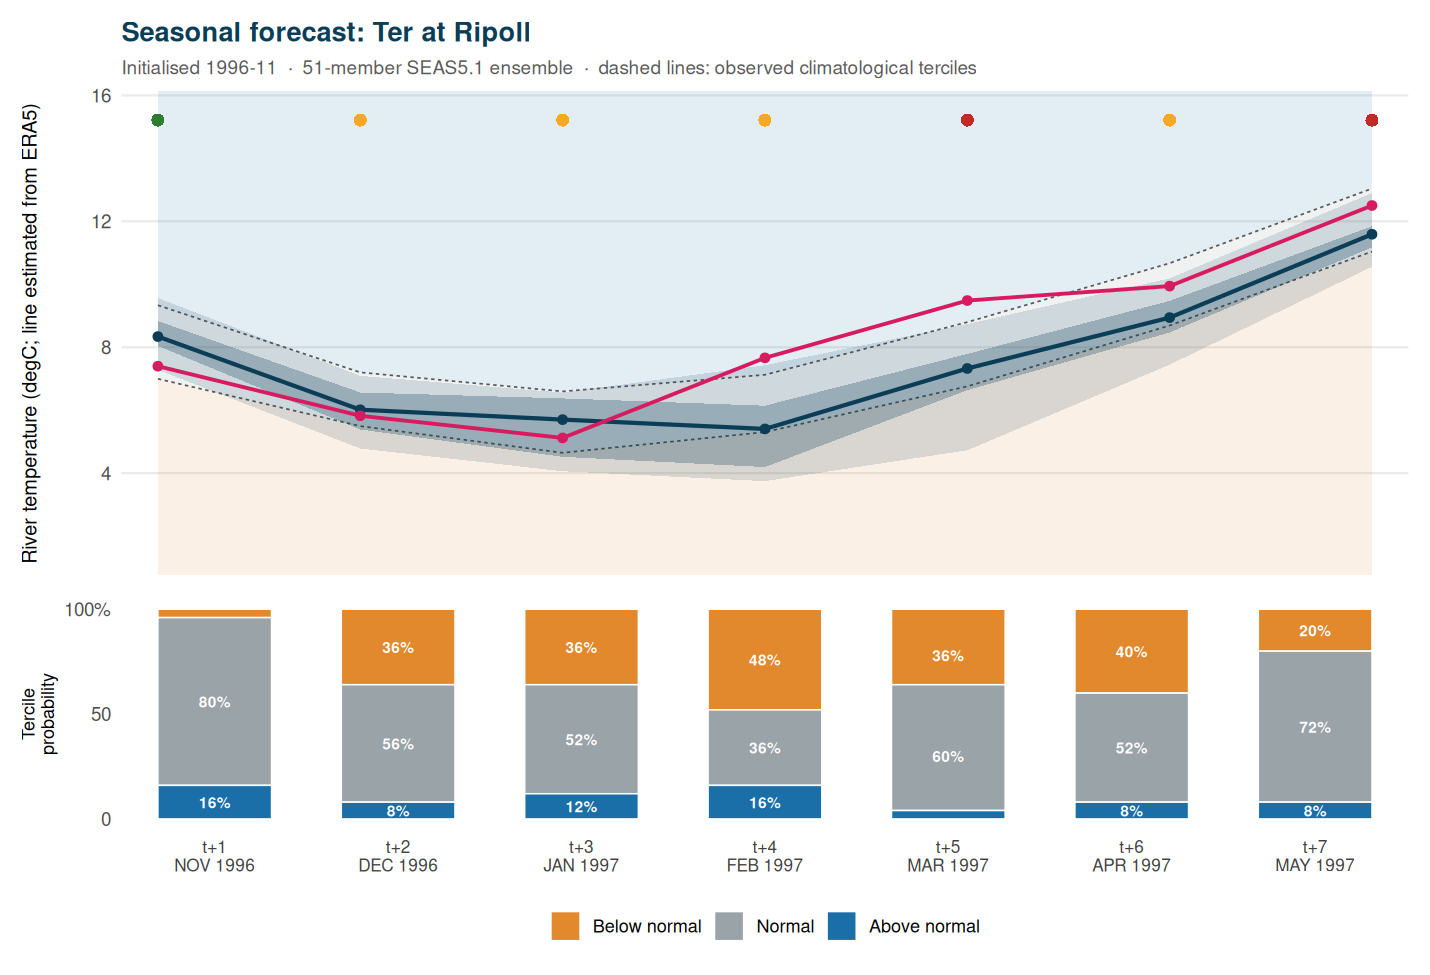 Seasonal forecast: Ter at Ripoll
Initialised 1996-11 · 51-member SEAS5.1 ensemble · dashed lines: observed climatological terciles
River temperature (degC; line estimated from ERA5)
16
12
8
4
Tercile
probability
100%
50
0
36% 36% 48% 36% 40% 20%
80% 56% 52% 36% 60% 52% 72%
16% 8% 12% 16% 8% 8%
t+1 t+2 t+3 t+4 t+5 t+6 t+7
NOV 1996 DEC 1996 JAN 1997 FEB 1997 MAR 1997 APR 1997 MAY 1997
Below normal Normal Above normal